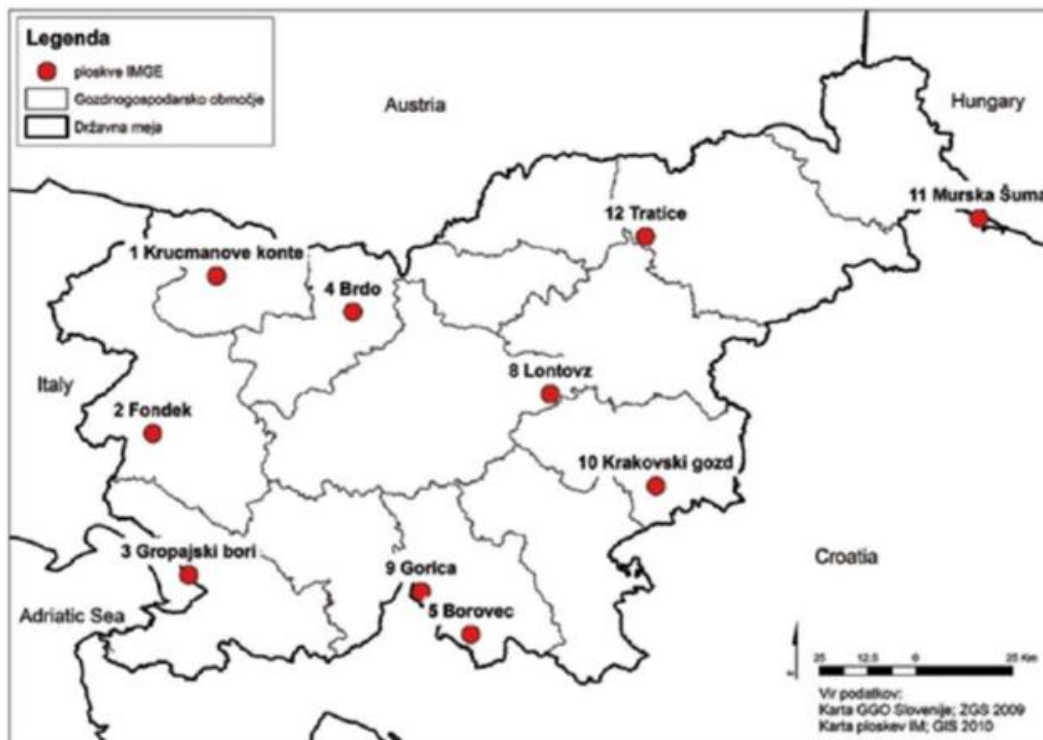 Legenda
ploskve IMGE
Gozdnogospodarsko območje
Državna meja
Austria
Hungary
11 Murska Šuma
12 Tratice
1 Krucmanove konte
4 Brdo
Italy
8 Lontovž
2 Fondek
10 Krakovski gozd
3 Gropajski bori
9 Gorica
Croatia
5 Borovec
Adriatic Sea
25 12,5 0 25 Km
Vir podatkov:
Karta GGO Slovenije; ZGS 2009
Karta ploskev IM; GIS 2010